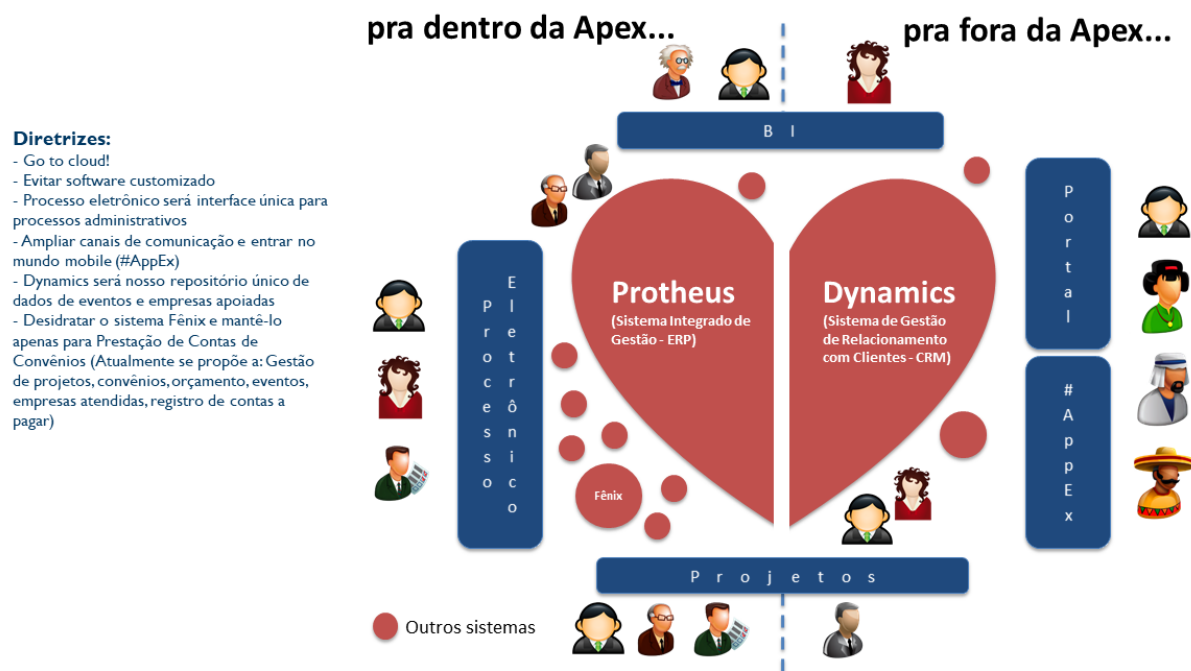 pra dentro da Apex...
pra fora da Apex...
Diretrizes:
- Go to cloud!
- Evitar software customizado
- Processo eletrônico será interface única para
processos administrativos
- Ampliar canais de comunicação e entrar no
mundo mobile (#AppEx)
- Dynamics será nosso repositório único de
dados de eventos e empresas apoiadas
- Desidratar o sistema Fênix e mantê-lo
apenas para Prestação de Contas de
Convênios (Atualmente se propõe a: Gestão
de projetos, convênios, orçamento, eventos,
empresas atendidas, registro de contas a
pagar)
BI
Processo
Eletrônico
Protheus
(Sistema Integrado de
Gestão - ERP)
Dynamics
(Sistema de Gestão
de Relacionamento
com Clientes - CRM)
Portal
#AppEx
Fênix
Projetos
Outros sistemas